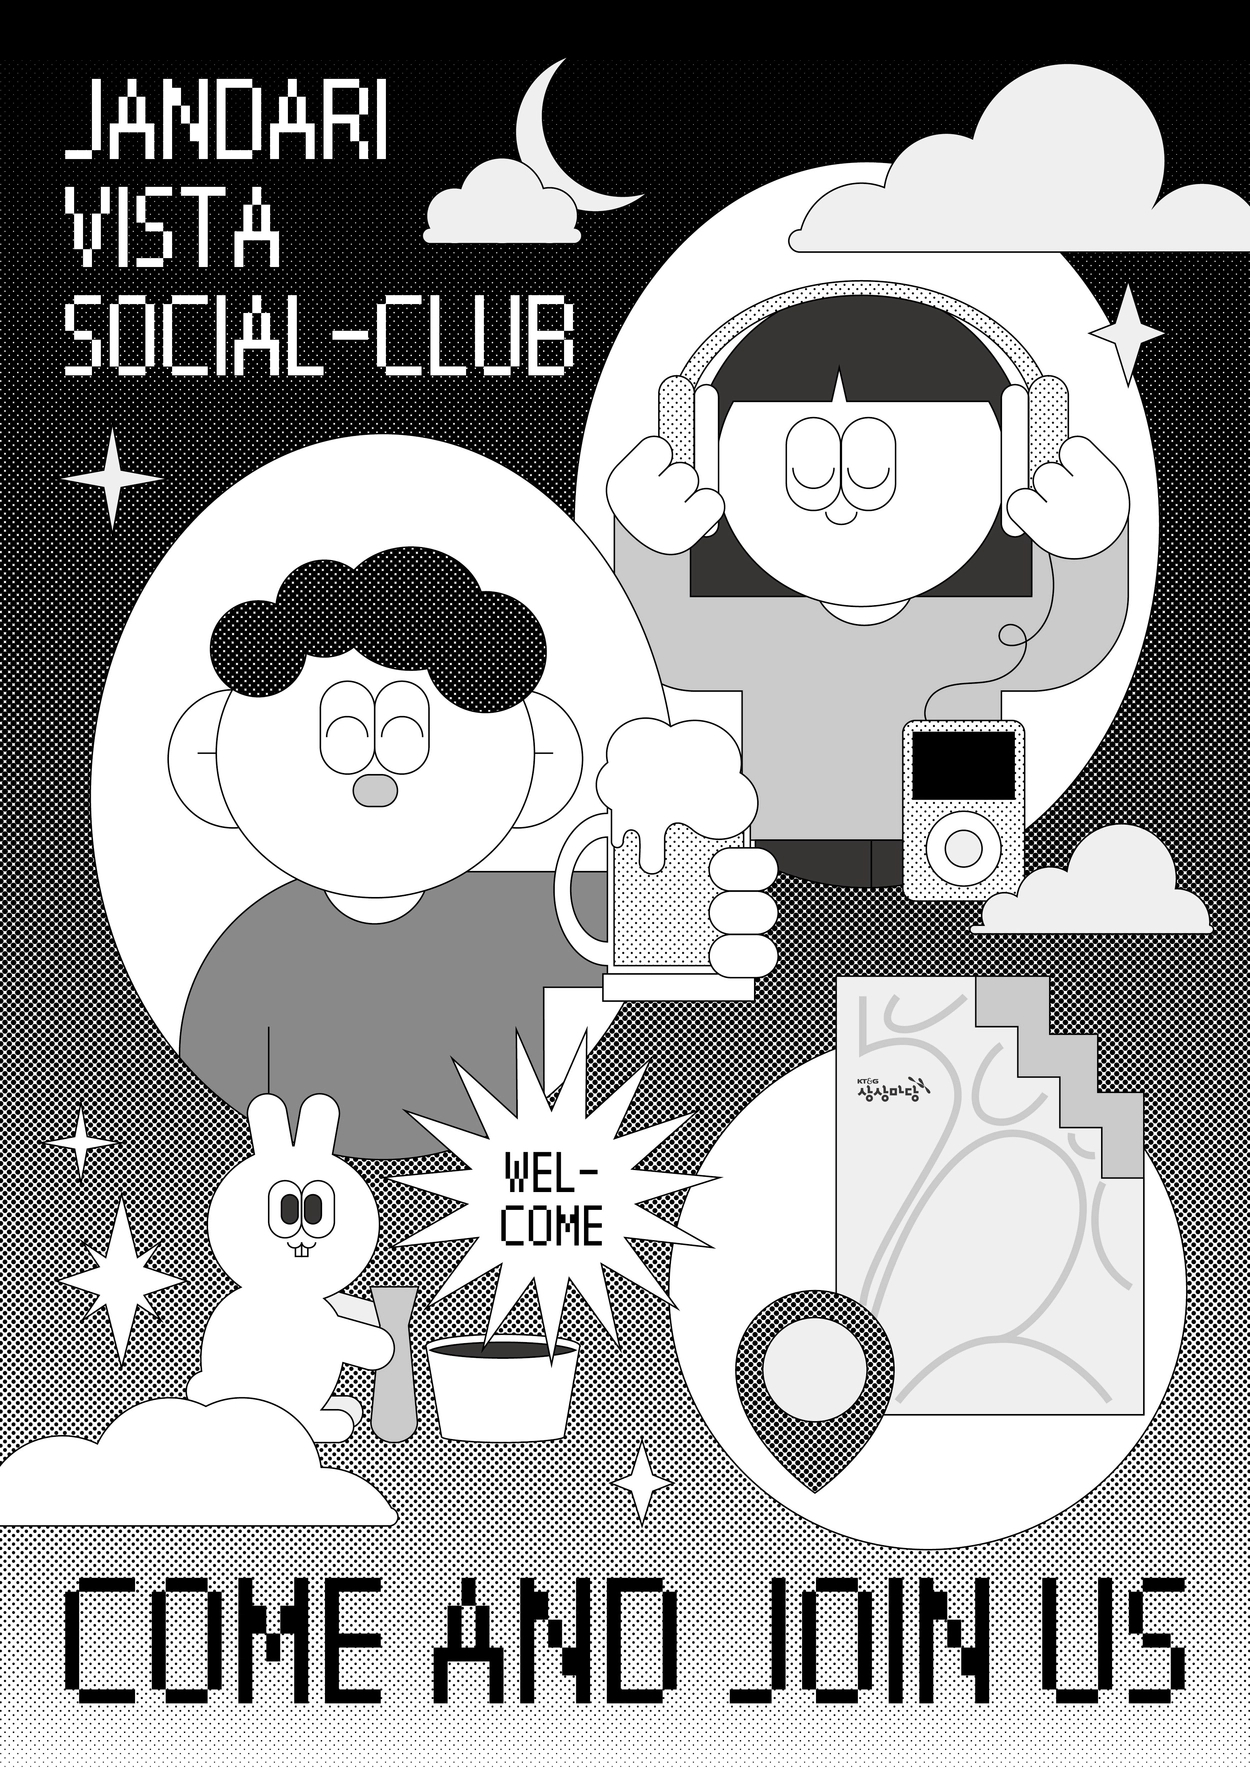 JANDARI
VISTA
SOCIAL-CLUB
KT&G
상상마당
WEL-
COME
COME AND JOIN US